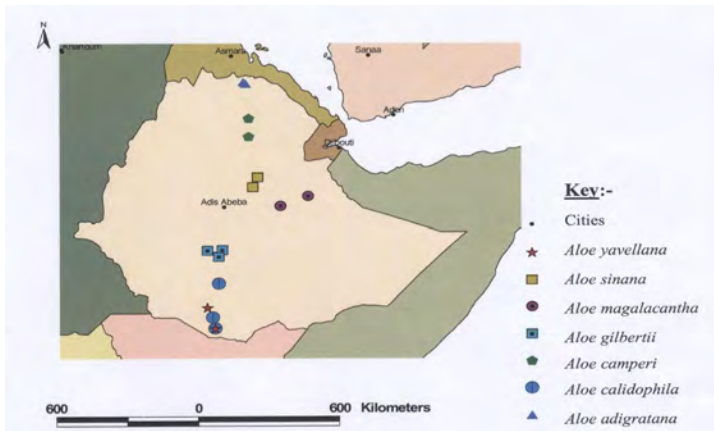 N
Khartoum
Asmara
Sanaa
Aden
Djibouti
Adis Abeba
Key:-
Cities
Aloe yavellana
Aloe sinana
Aloe magalacantha
Aloe gilbertii
Aloe camperi
Aloe calidophila
Aloe adigratana
600 0 600 Kilometers